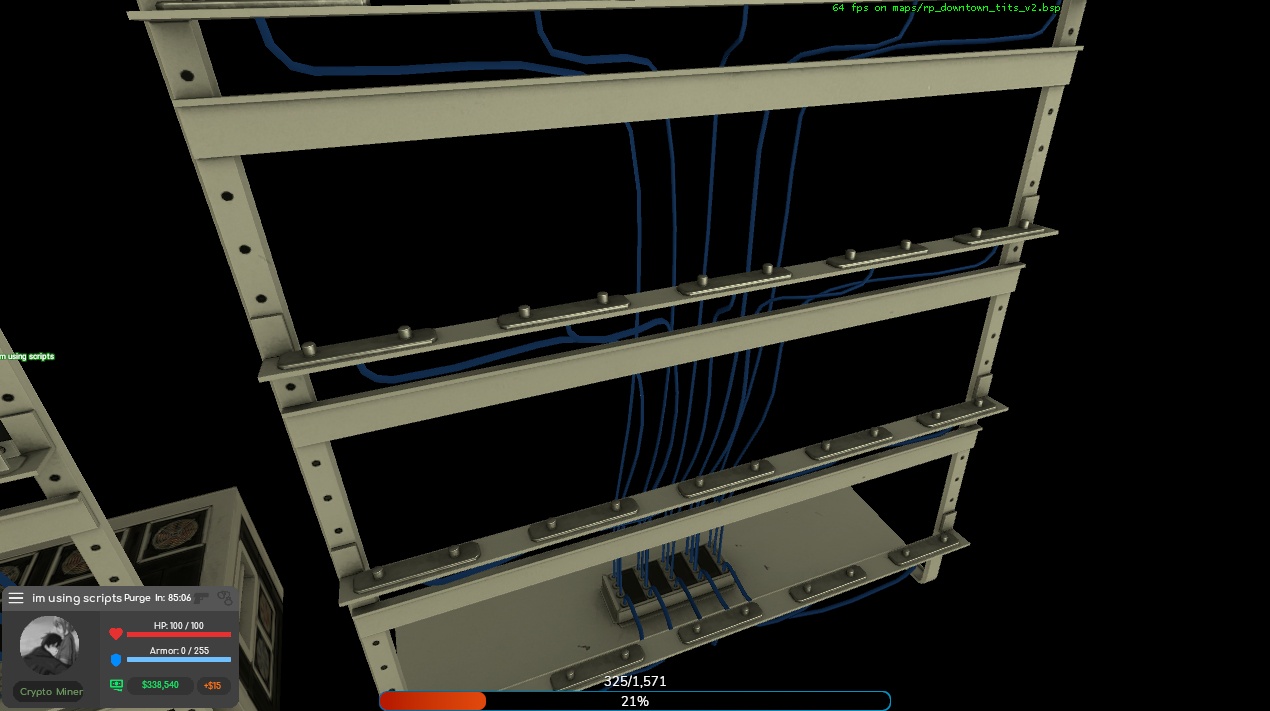 64 fps on maps/rp_downtown_tits_v2.bsp
m using scripts
im using scripts Purge In: 85:06
HP: 100 / 100
Armor: 0 / 255
$338,540 +$15
Crypto Miner
325/1,571
21%